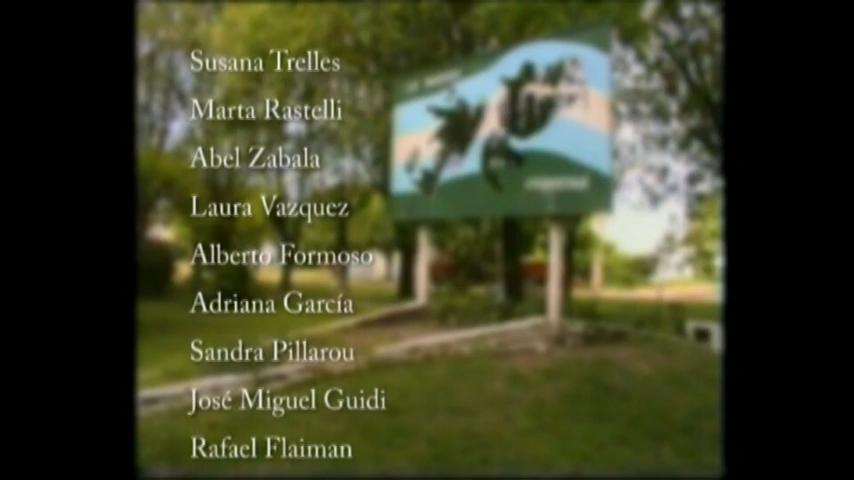 Susana Trelles
Marta Rastelli
Abel Zabala
Laura Vazquez
Alberto Formoso
Adriana García
Sandra Pillarou
José Miguel Guidi
Rafael Flaiman